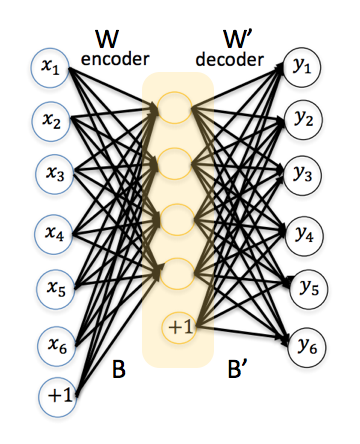 W W’
encoder decoder
x₁ y₁
x₂ y₂
x₃ y₃
x₄ y₄
x₅ y₅
x₆ +1 y₆
+1 B B’